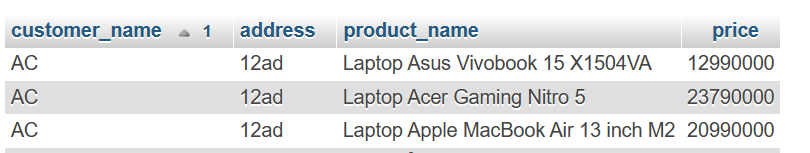 customer_name 1 address product_name price
AC 12ad Laptop Asus Vivobook 15 X1504VA 12990000
AC 12ad Laptop Acer Gaming Nitro 5 23790000
AC 12ad Laptop Apple MacBook Air 13 inch M2 20990000